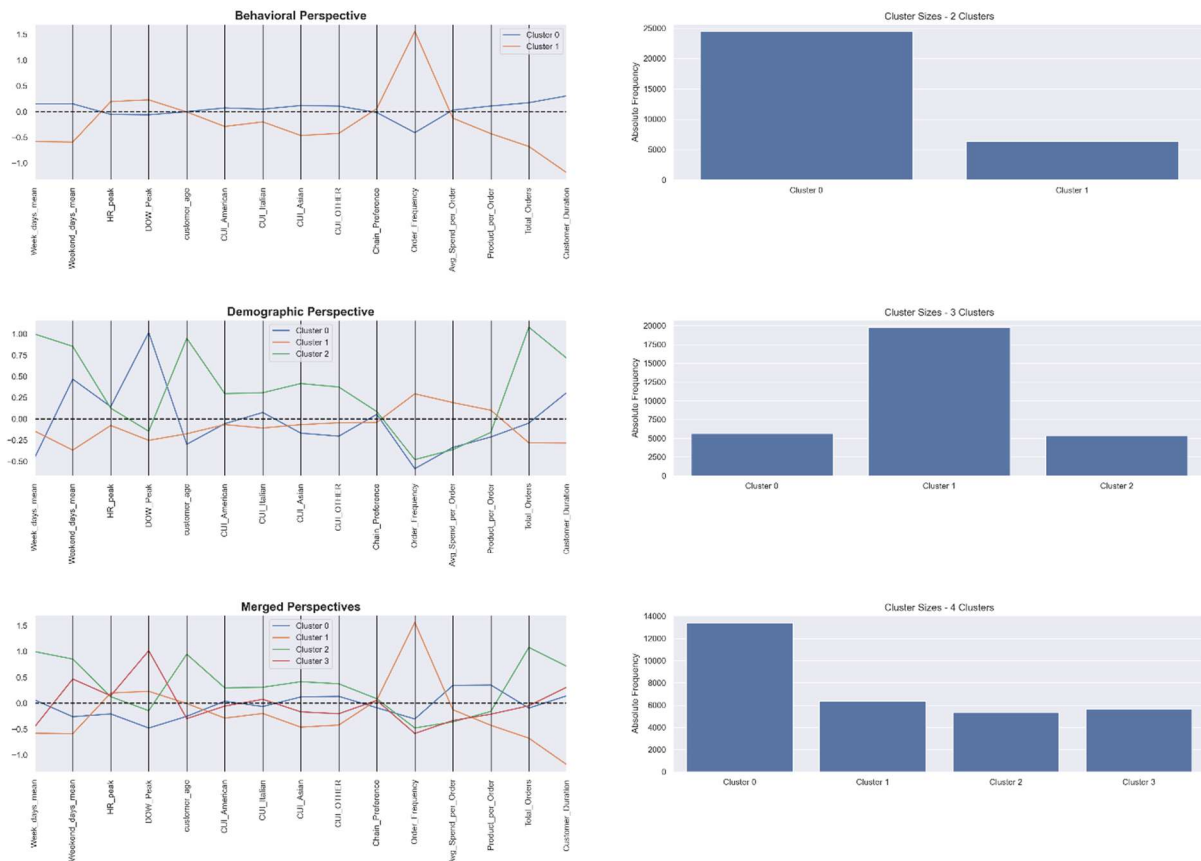 Behavioral Perspective
Cluster 0
Cluster 1
1.5
1.0
0.5
0.0
−0.5
−1.0
Week_days_mean
Weekend_days_mean
HR_peak
DOW_Peak
customer_age
CUI_American
CUI_Italian
CUI_Asian
CUI_OTHER
Chain_Preference
Order_Frequency
Avg_Spend_per_Order
Product_per_Order
Total_Orders
Customer_Duration
Cluster Sizes - 2 Clusters
Absolute Frequency
25000
20000
15000
10000
5000
0
Cluster 0
Cluster 1
Demographic Perspective
Cluster 0
Cluster 1
Cluster 2
1.00
0.75
0.50
0.25
0.00
−0.25
−0.50
Week_days_mean
Weekend_days_mean
HR_peak
DOW_Peak
customer_age
CUI_American
CUI_Italian
CUI_Asian
CUI_OTHER
Chain_Preference
Order_Frequency
Avg_Spend_per_Order
Product_per_Order
Total_Orders
Customer_Duration
Cluster Sizes - 3 Clusters
Absolute Frequency
20000
17500
15000
12500
10000
7500
5000
2500
0
Cluster 0
Cluster 1
Cluster 2
Merged Perspectives
Cluster 0
Cluster 1
Cluster 2
Cluster 3
1.5
1.0
0.5
0.0
−0.5
−1.0
Week_days_mean
Weekend_days_mean
HR_peak
DOW_Peak
customer_age
CUI_American
CUI_Italian
CUI_Asian
CUI_OTHER
Chain_Preference
Order_Frequency
Avg_Spend_per_Order
Product_per_Order
Total_Orders
Customer_Duration
Cluster Sizes - 4 Clusters
Absolute Frequency
14000
12000
10000
8000
6000
4000
2000
0
Cluster 0
Cluster 1
Cluster 2
Cluster 3